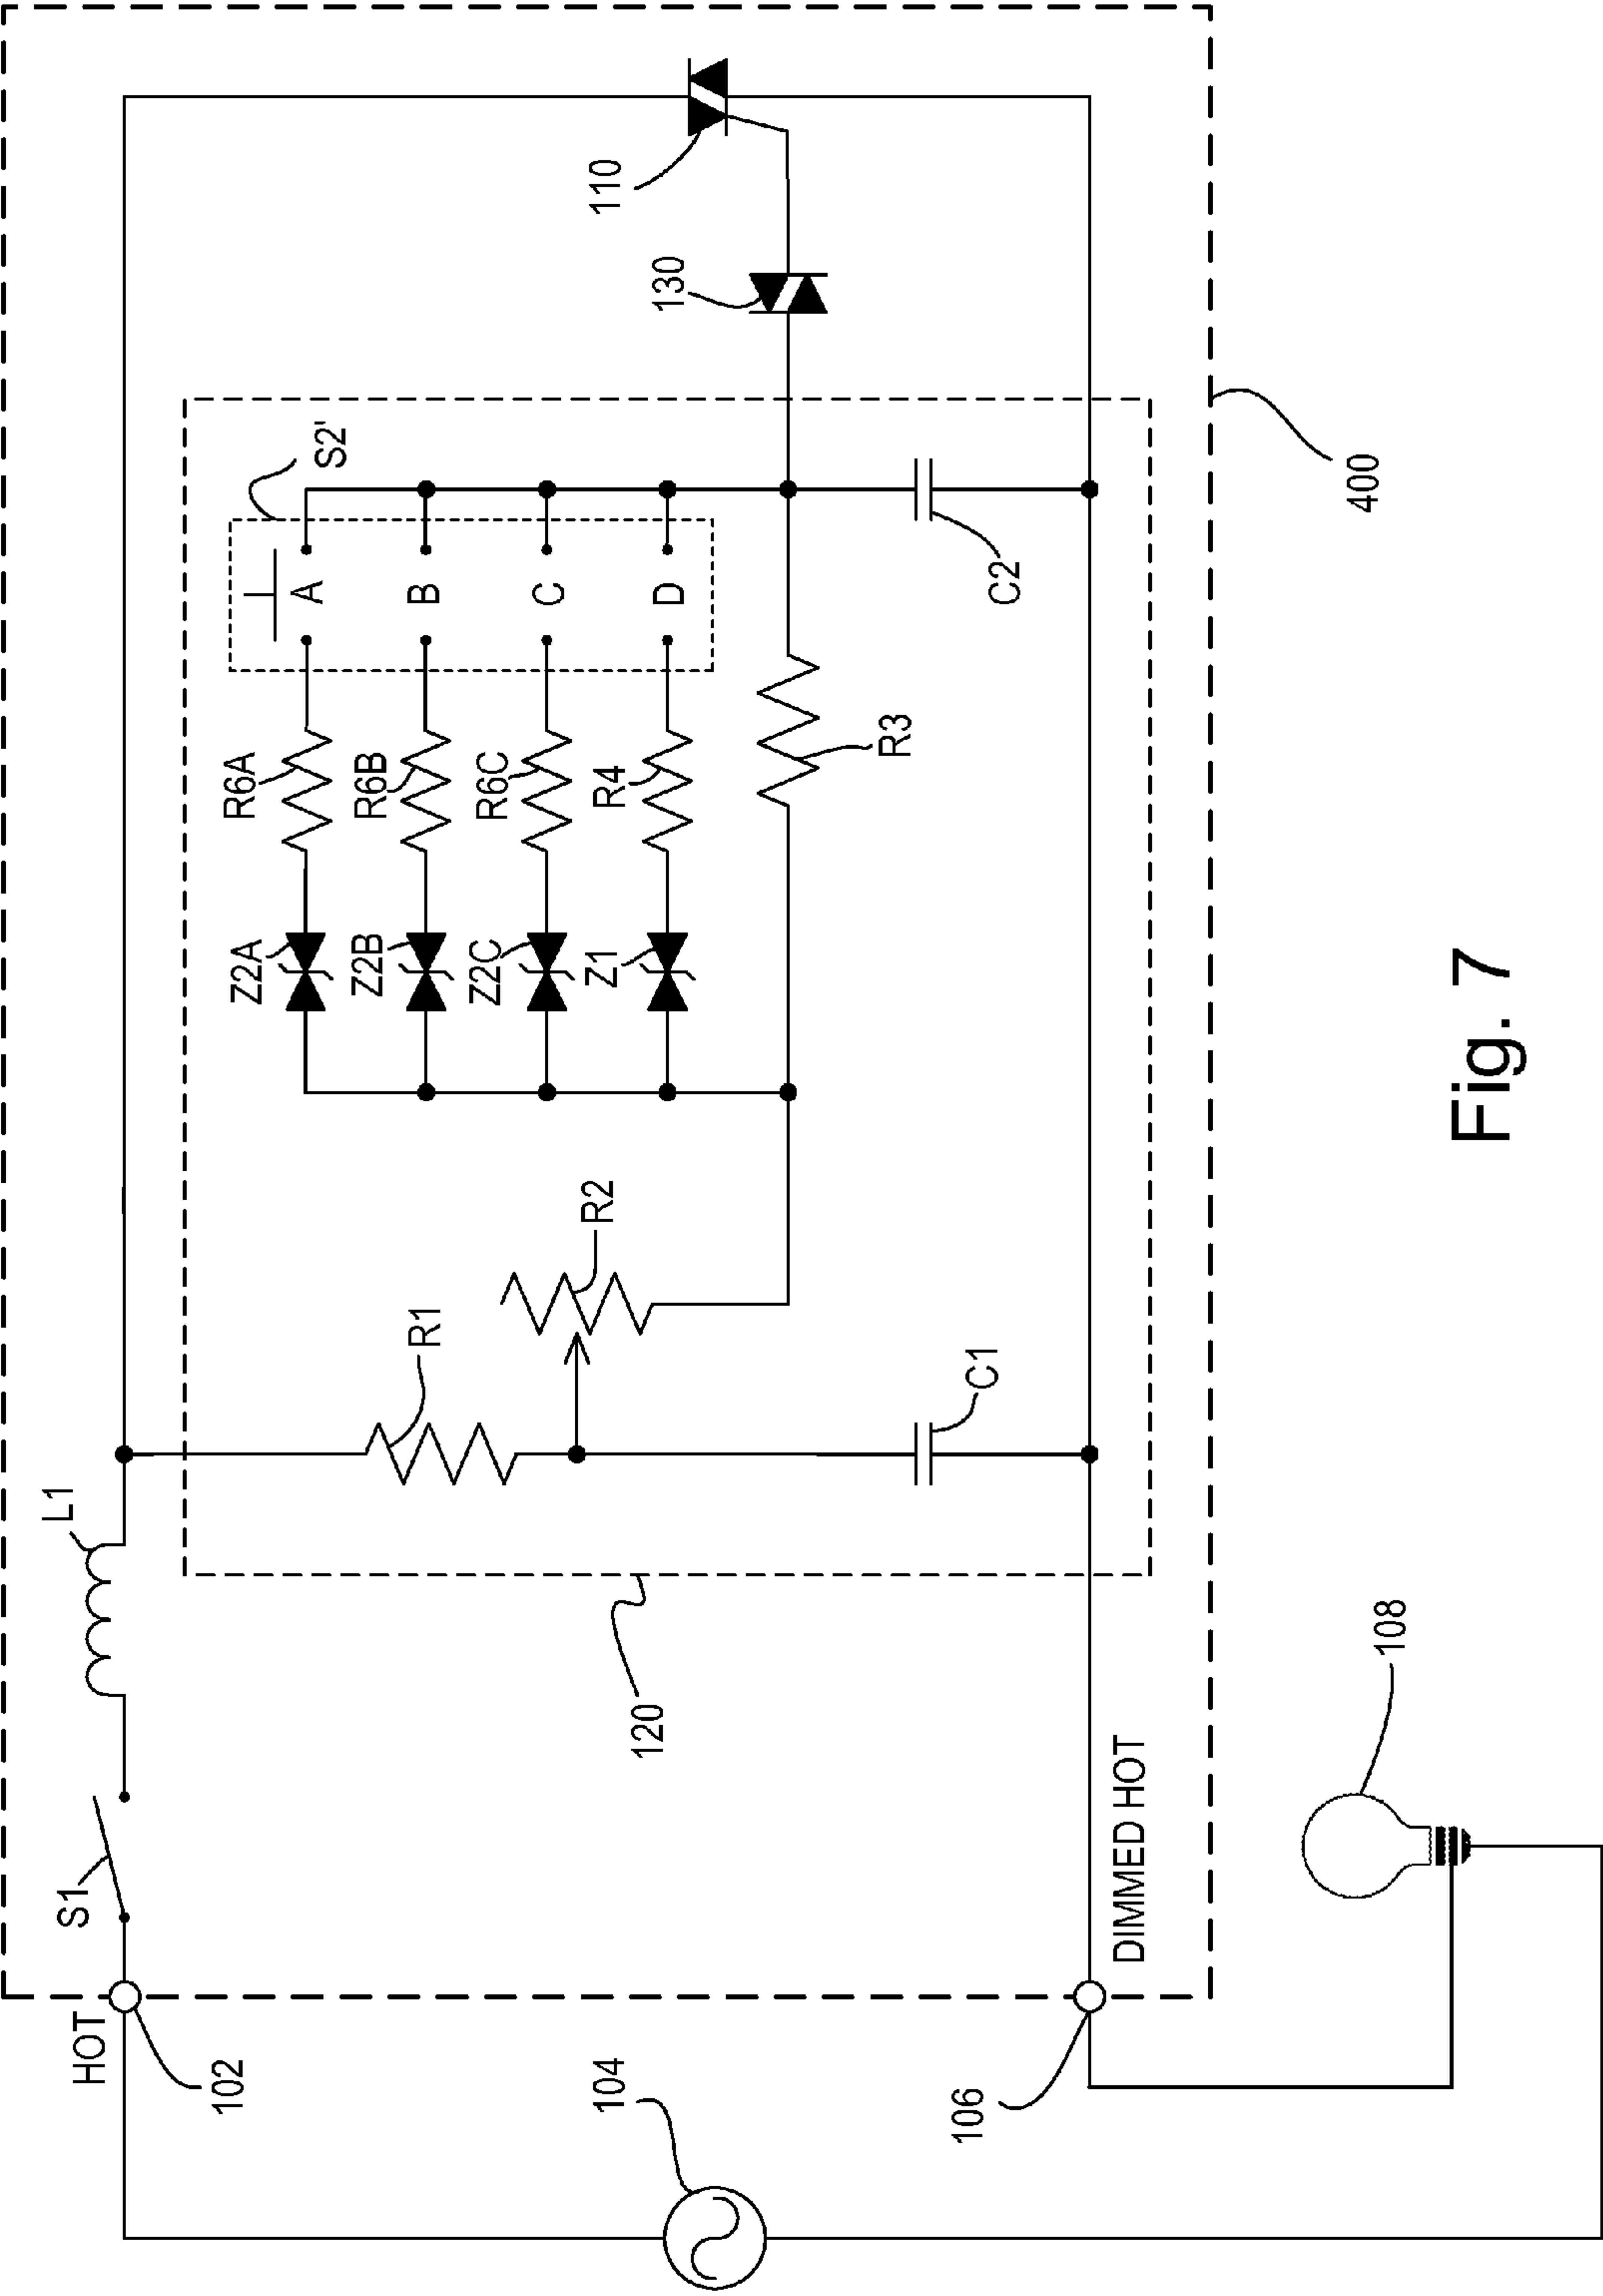 HOT
102
S1
L1
104
106
DIMMED HOT
108
120
R1
R2
C1
Z2A
Z2B
Z2C
Z1
R6A
R6B
R6C
R4
R3
A
B
C
D
S2'
C2
130
110
400
Fig. 7